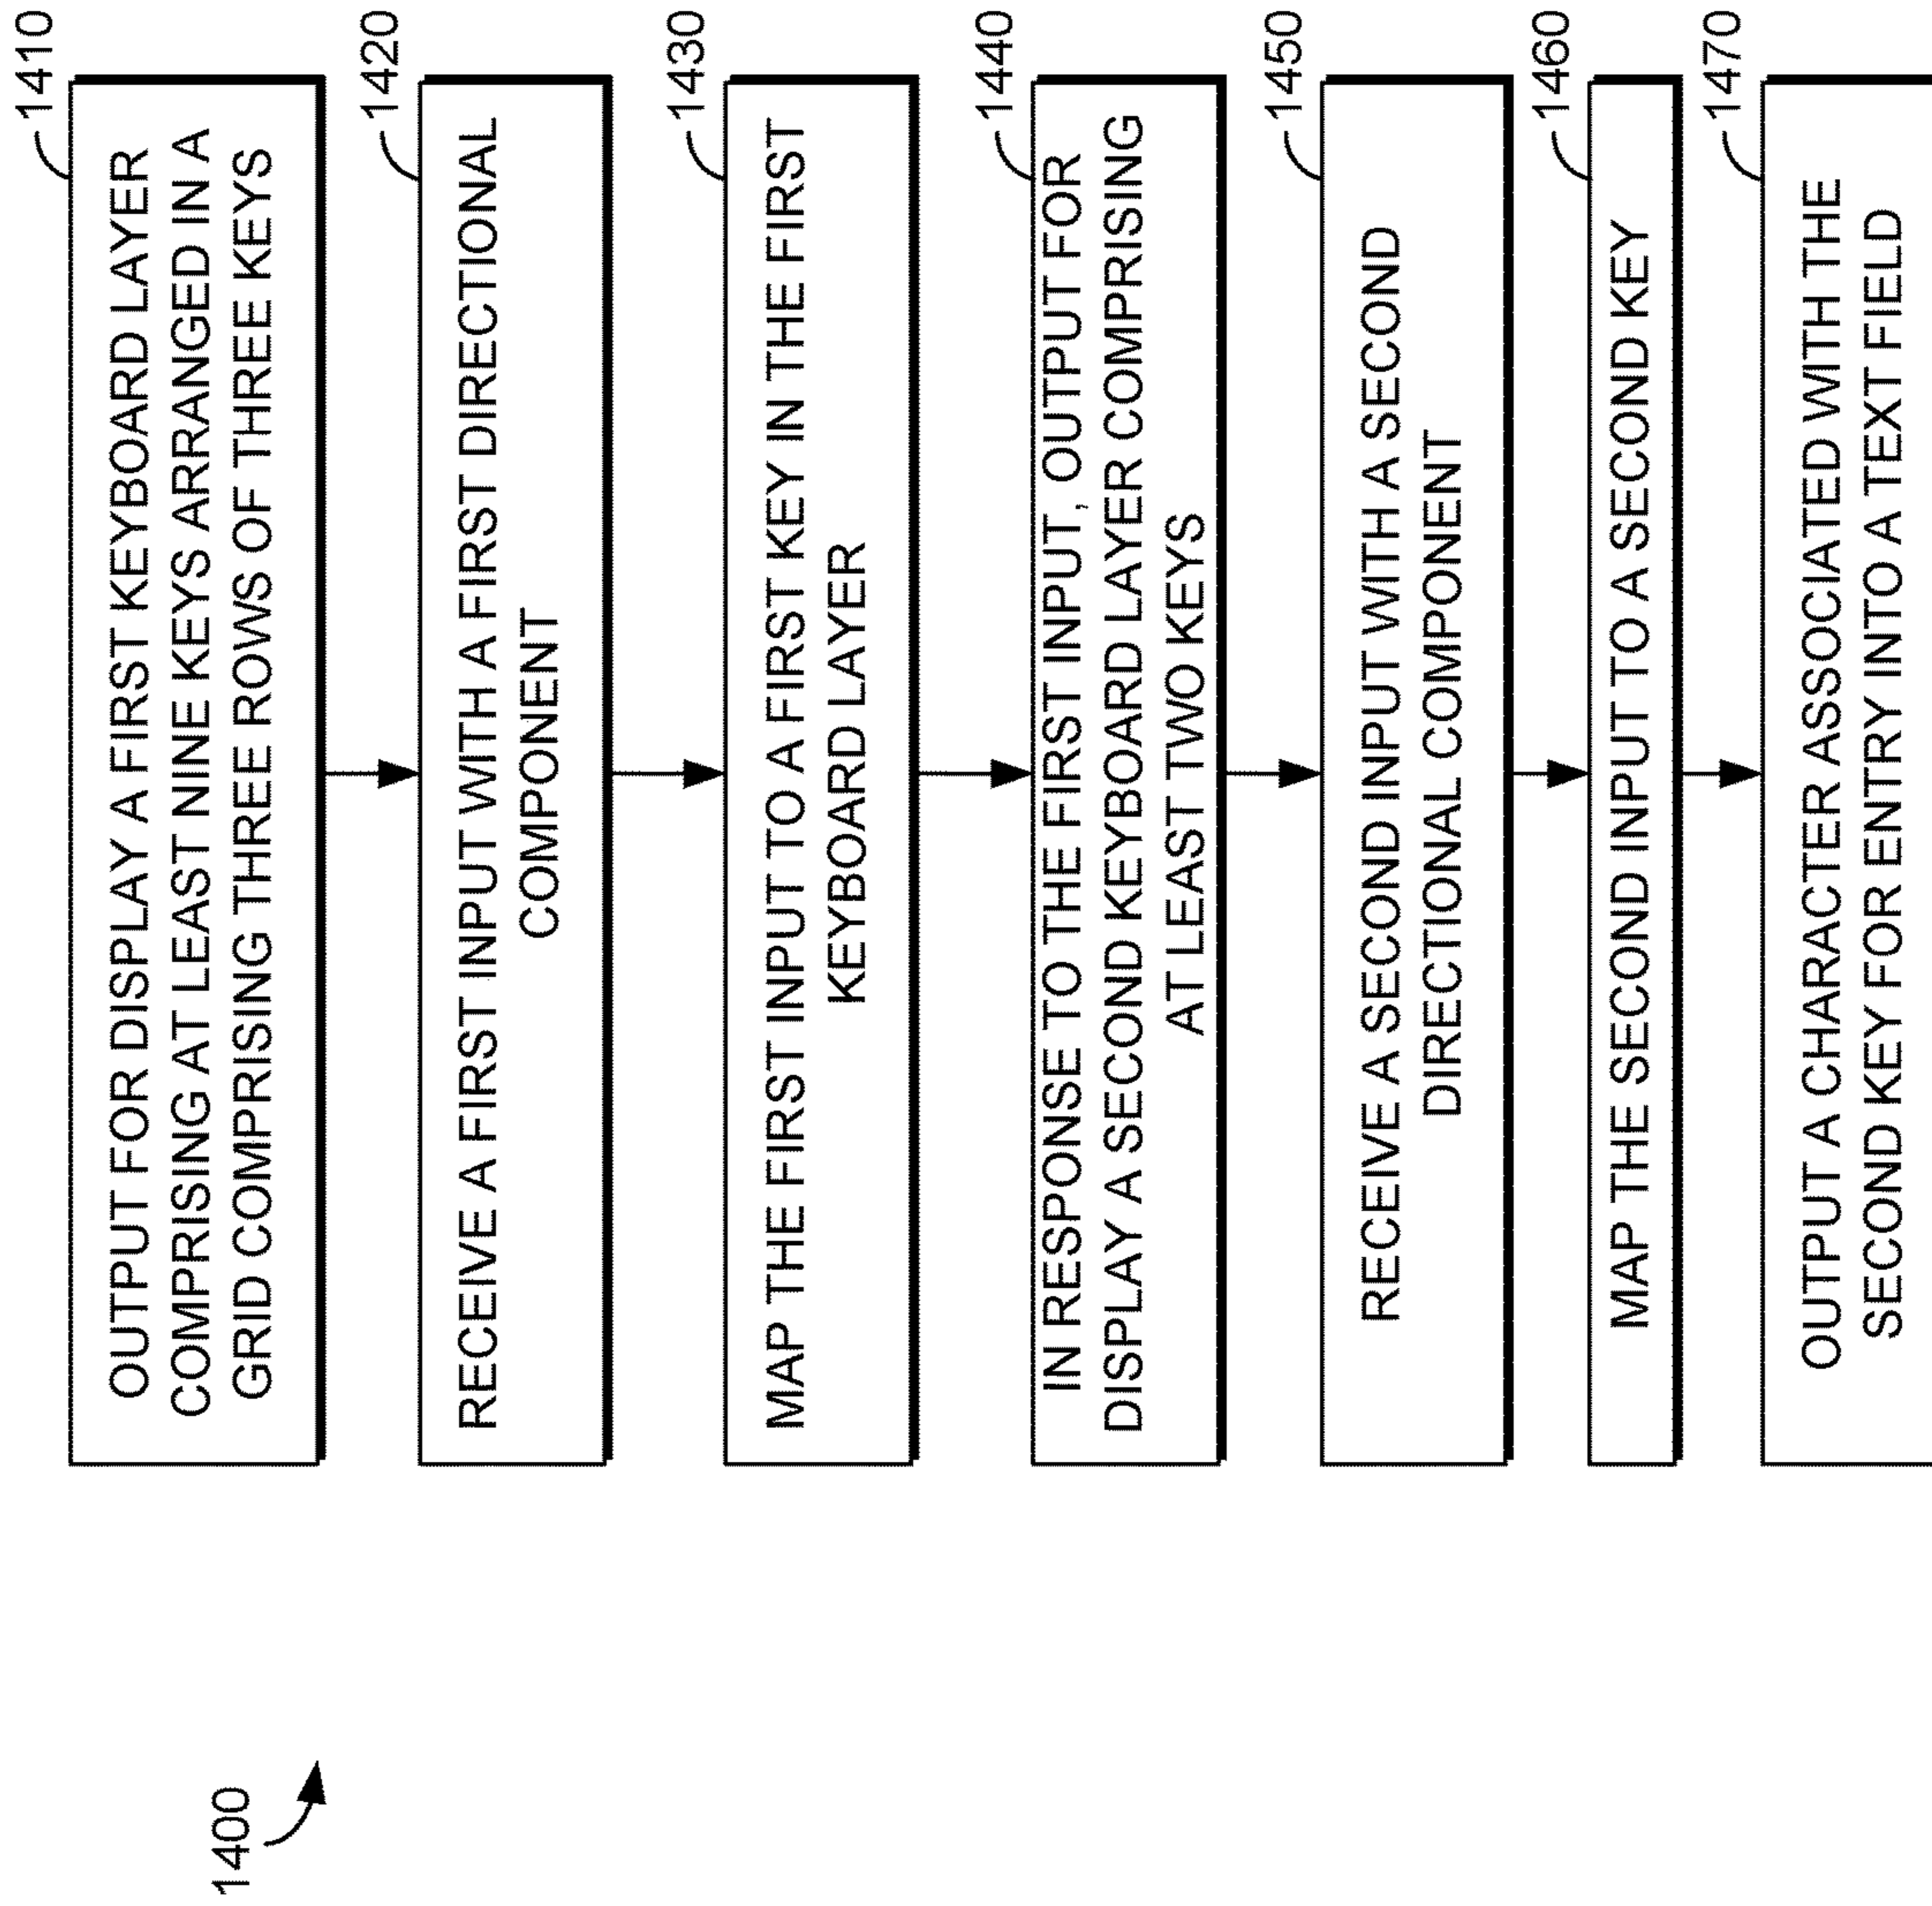 1400
1410
OUTPUT FOR DISPLAY A FIRST KEYBOARD LAYER
COMPRISING AT LEAST NINE KEYS ARRANGED IN A
GRID COMPRISING THREE ROWS OF THREE KEYS
1420
RECEIVE A FIRST INPUT WITH A FIRST DIRECTIONAL
COMPONENT
1430
MAP THE FIRST INPUT TO A FIRST KEY IN THE FIRST
KEYBOARD LAYER
1440
IN RESPONSE TO THE FIRST INPUT, OUTPUT FOR
DISPLAY A SECOND KEYBOARD LAYER COMPRISING
AT LEAST TWO KEYS
1450
RECEIVE A SECOND INPUT WITH A SECOND
DIRECTIONAL COMPONENT
1460
MAP THE SECOND INPUT TO A SECOND KEY
1470
OUTPUT A CHARACTER ASSOCIATED WITH THE
SECOND KEY FOR ENTRY INTO A TEXT FIELD